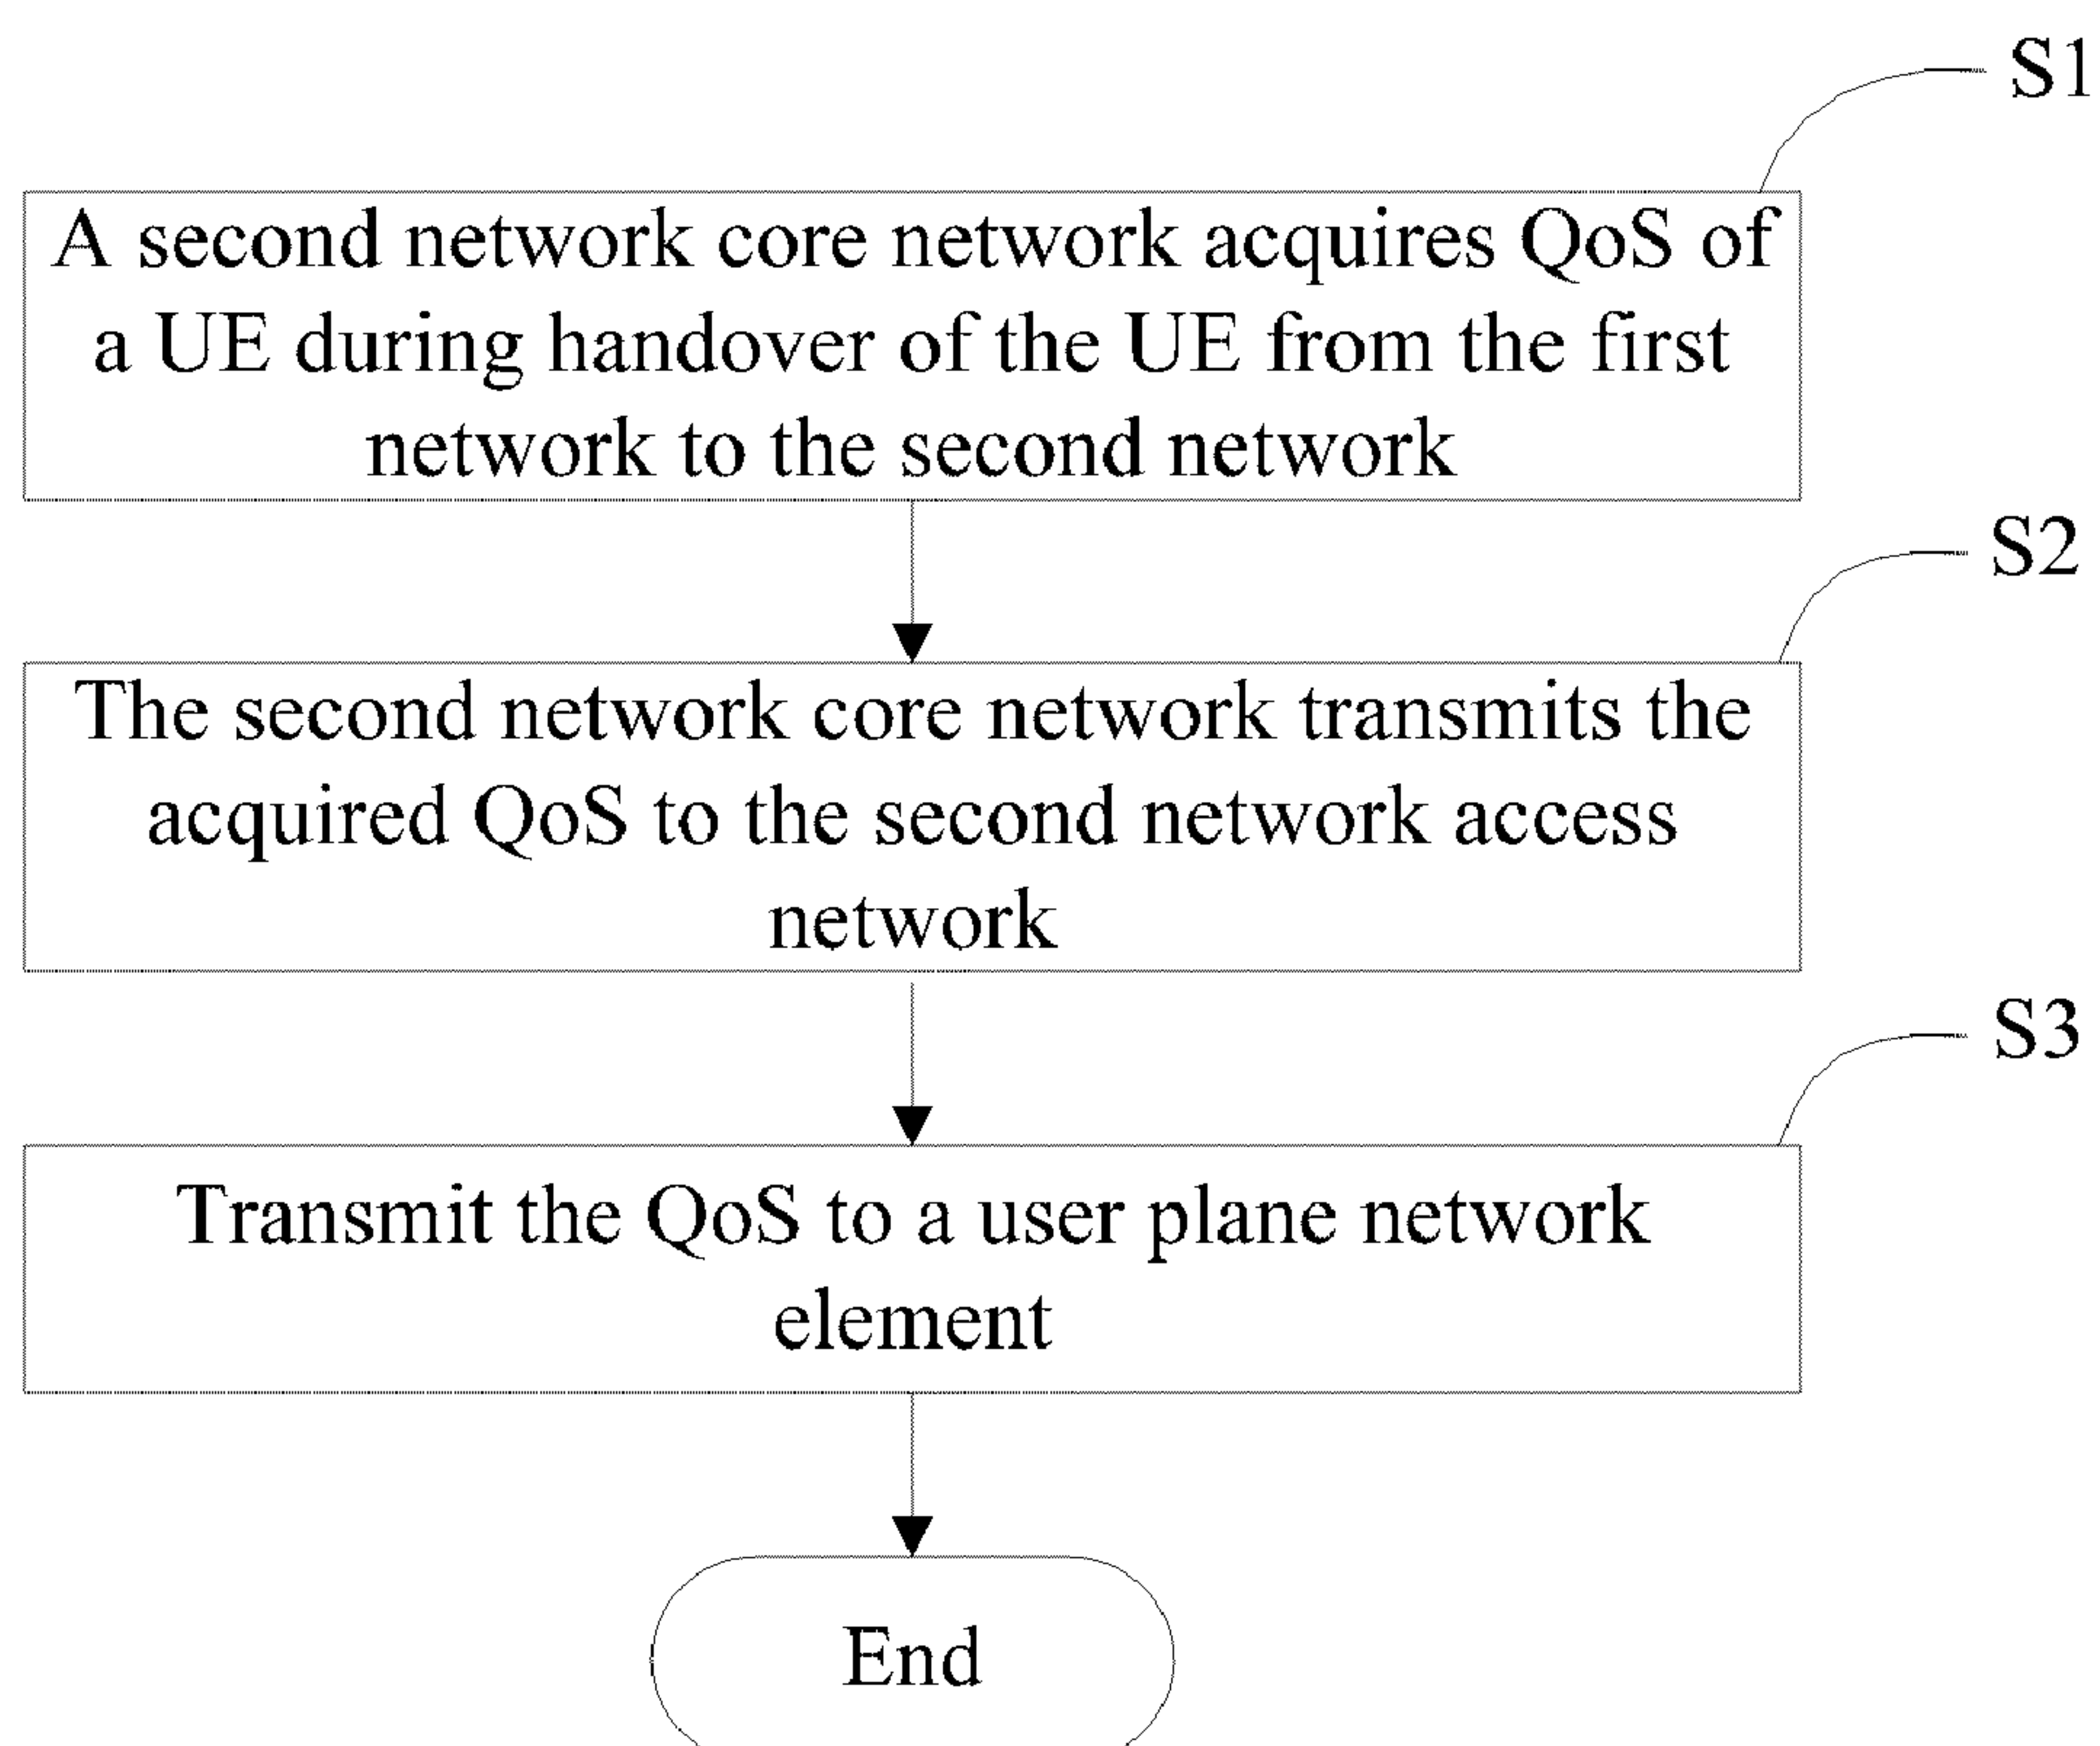 S1
A second network core network acquires QoS of
a UE during handover of the UE from the first
network to the second network
S2
The second network core network transmits the
acquired QoS to the second network access
network
S3
Transmit the QoS to a user plane network
element
End